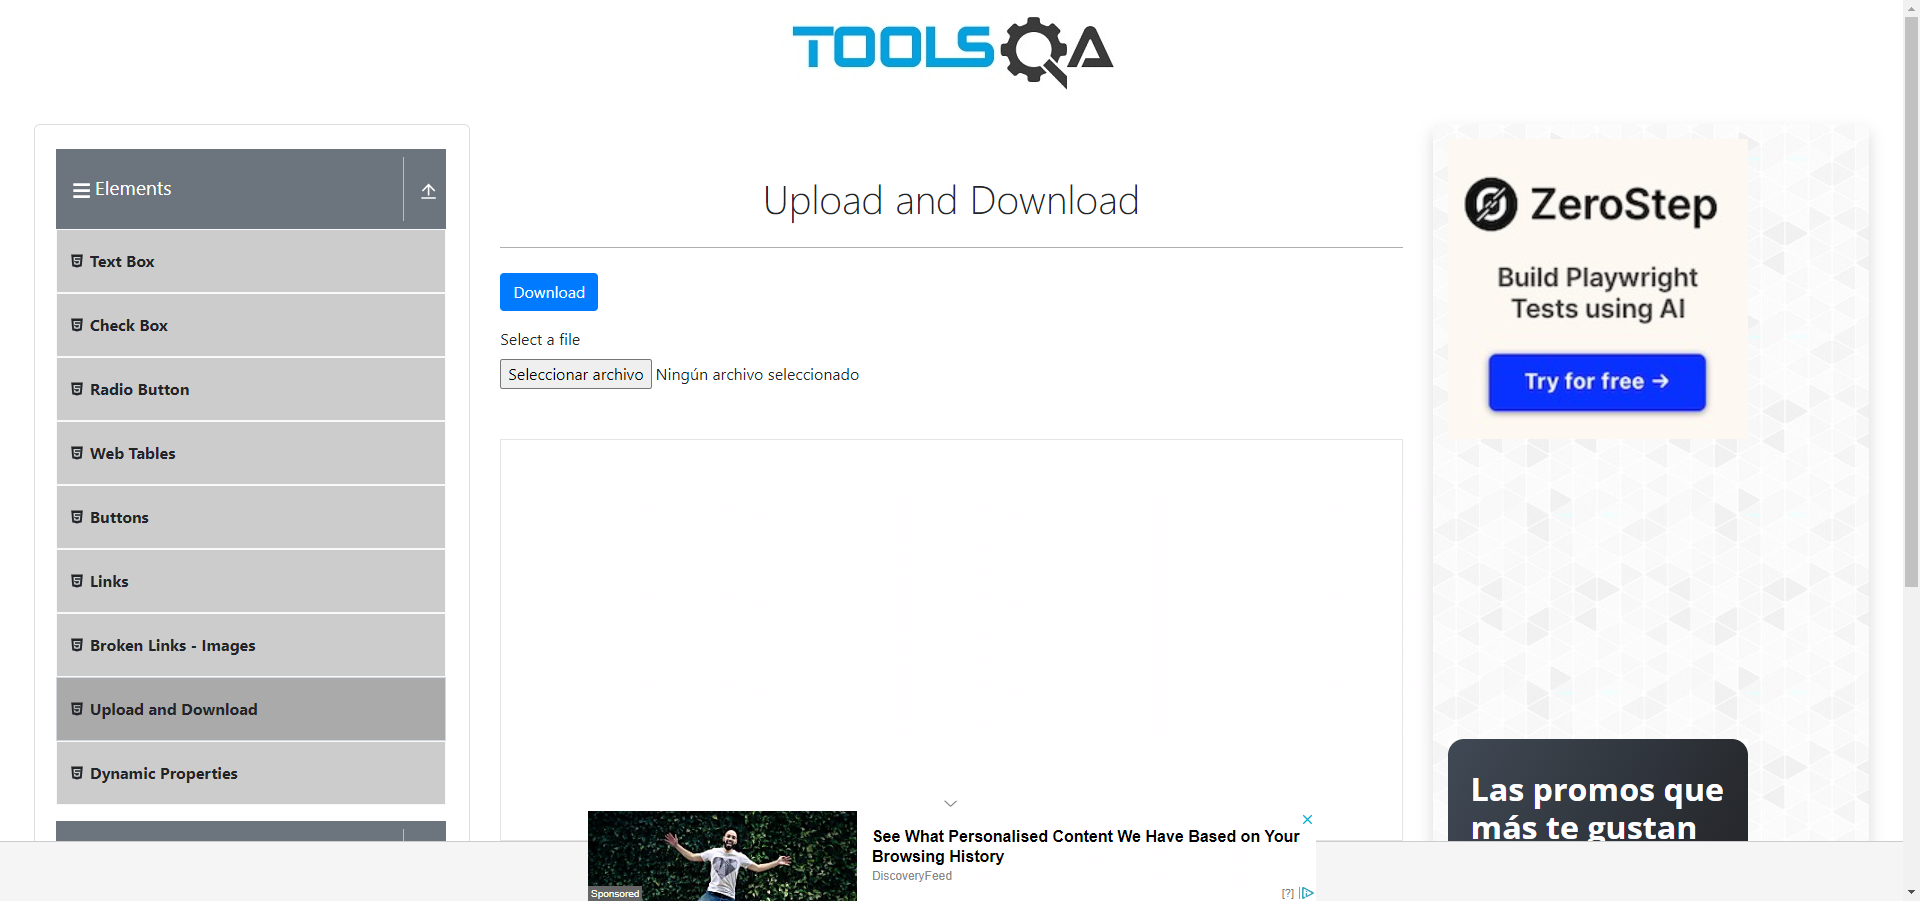 TOOLSQA
Elements
Text Box
Check Box
Radio Button
Web Tables
Buttons
Links
Broken Links - Images
Upload and Download
Dynamic Properties
Upload and Download
Download
Select a file
Seleccionar archivo Ningún archivo seleccionado
ZeroStep
Build Playwright
Tests using AI
Try for free →
Las promos que
más te gustan
See What Personalised Content We Have Based on Your
Browsing History
DiscoveryFeed
Sponsored
[?]